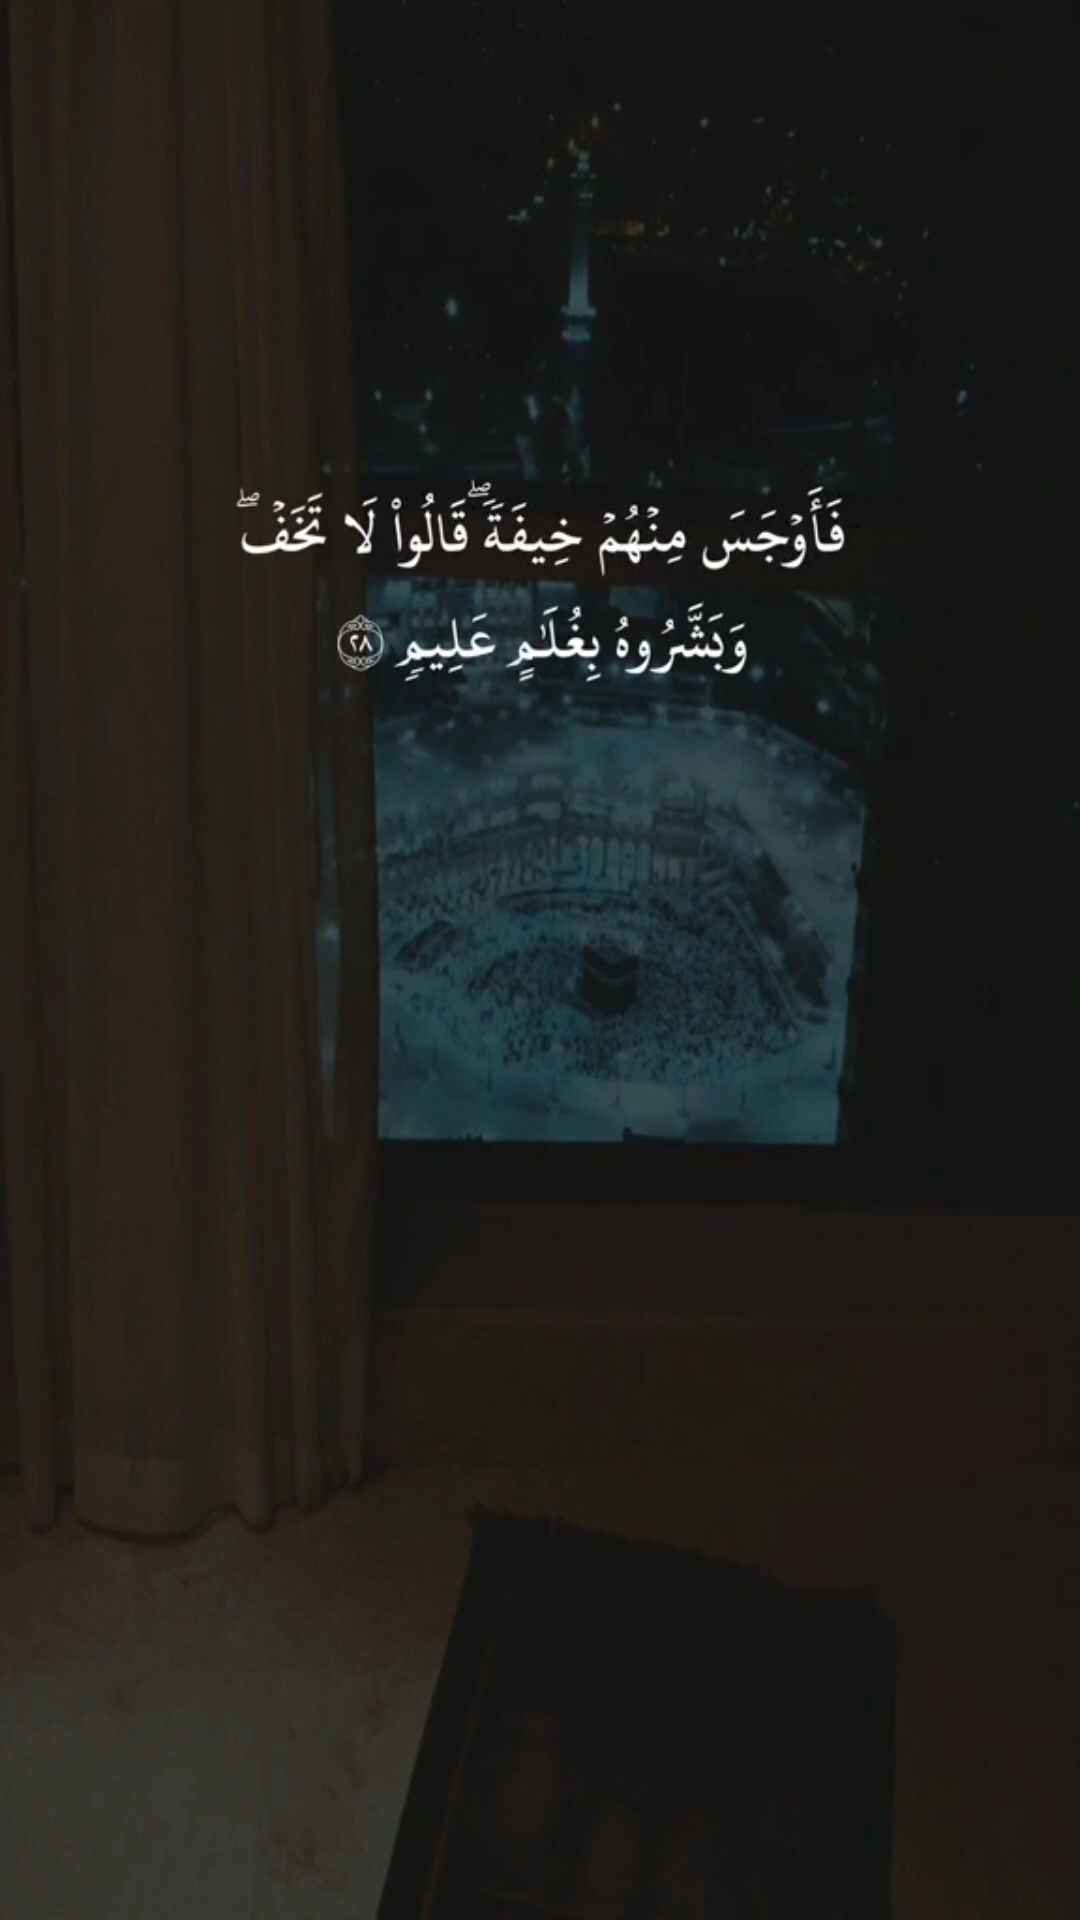 فَأَوۡجَسَ مِنۡهُمۡ خِيفَةٗۖ قَالُواْ لَا تَخَفۡۖ
وَبَشَّرُوهُ بِغُلَٰمٍ عَلِيمٖ ٢٨